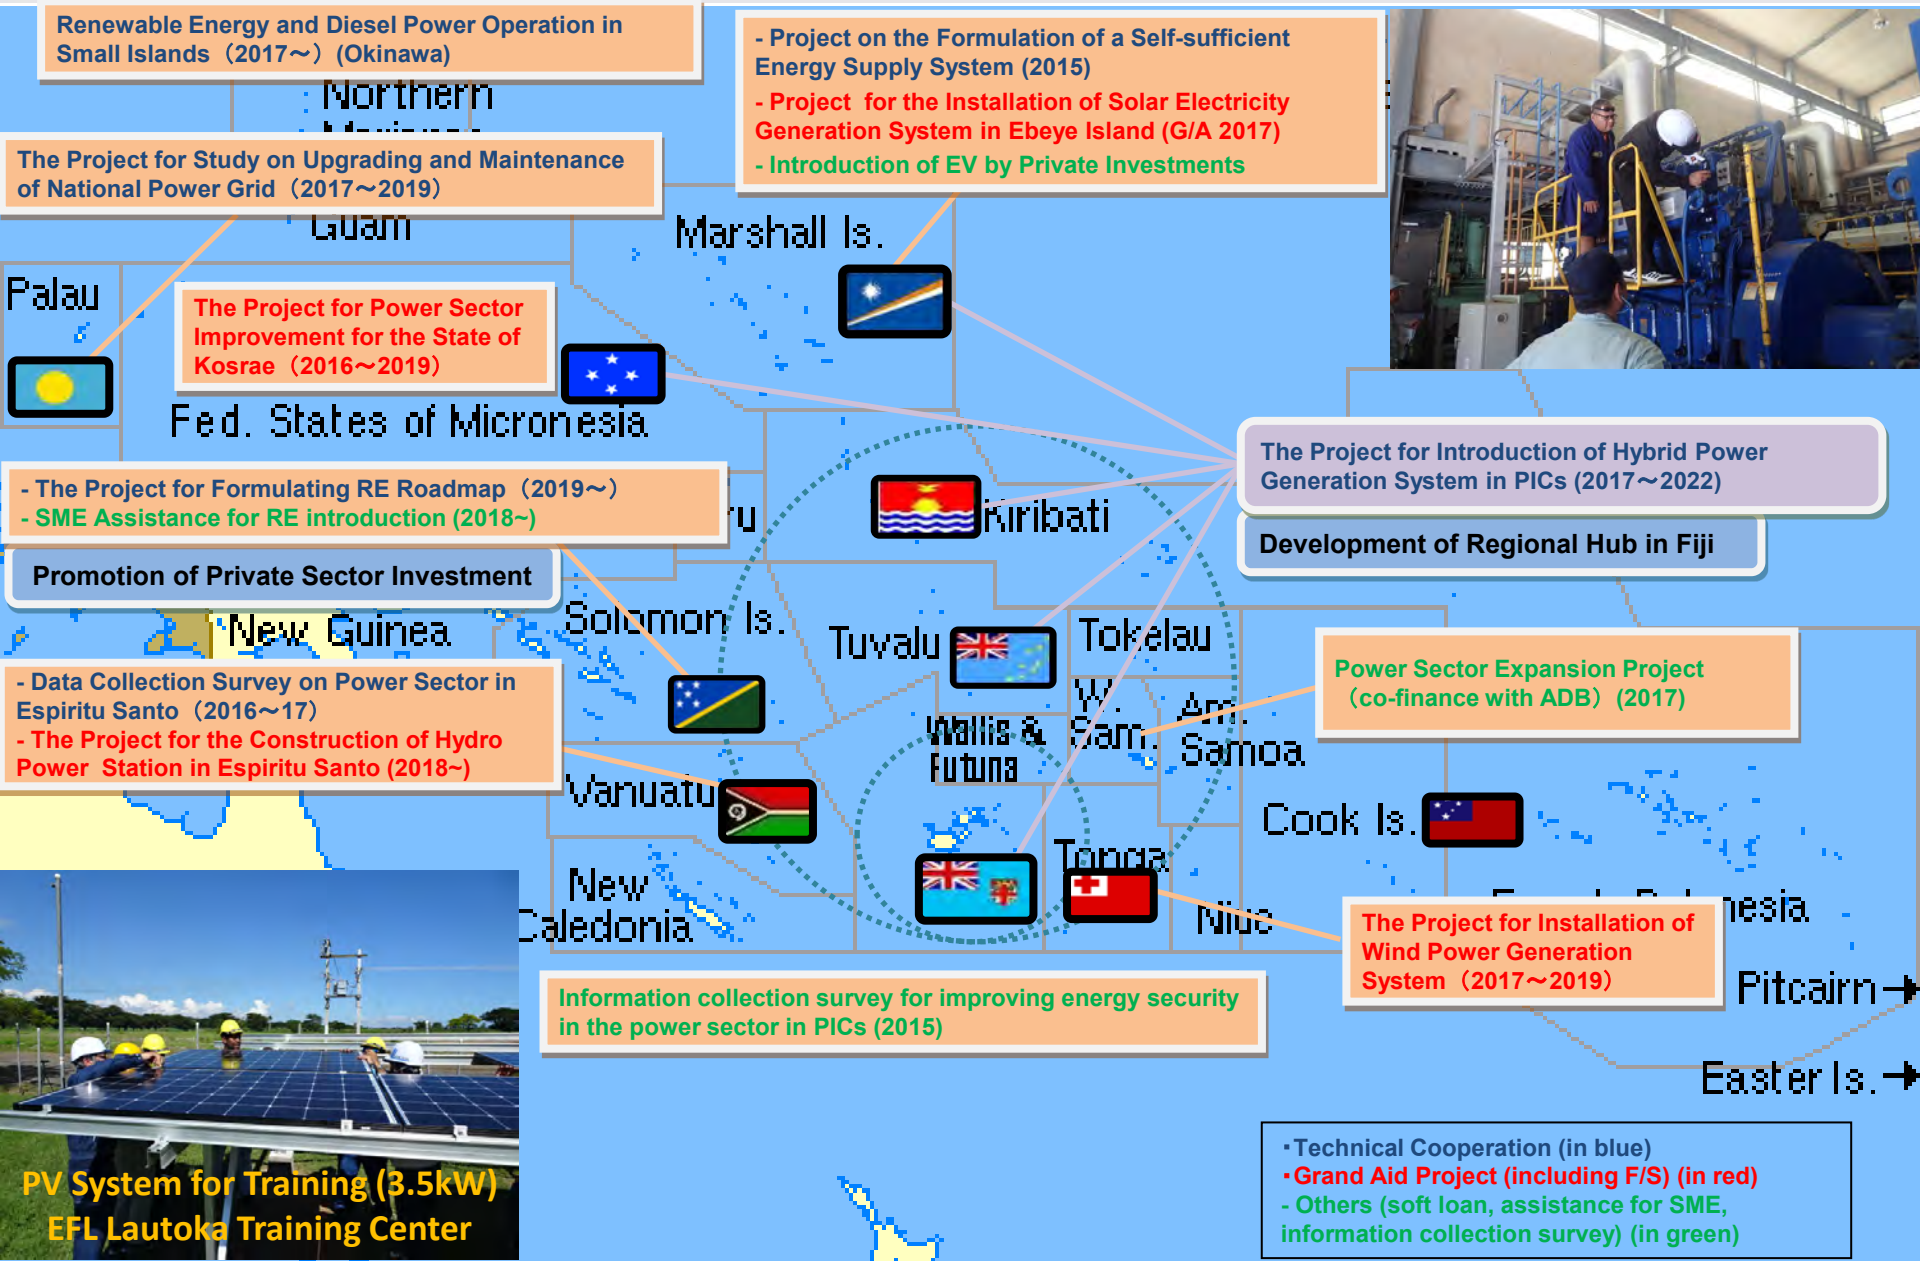 Renewable Energy and Diesel Power Operation in
Small Islands（2017～）(Okinawa)
- Project on the Formulation of a Self-sufficient
Energy Supply System (2015)
- Project for the Installation of Solar Electricity
Generation System in Ebeye Island (G/A 2017)
- Introduction of EV by Private Investments
Northern
The Project for Study on Upgrading and Maintenance
of National Power Grid（2017～2019）
Guam
Marshall Is.
Palau
The Project for Power Sector
Improvement for the State of
Kosrae（2016～2019）
Fed. States of Micronesia
The Project for Introduction of Hybrid Power
Generation System in PICs (2017～2022)
- The Project for Formulating RE Roadmap（2019～）
- SME Assistance for RE introduction (2018~)
ru
Kiribati
Development of Regional Hub in Fiji
Promotion of Private Sector Investment
New Guinea
Solomon Is.
Tuvalu
Tokelau
- Data Collection Survey on Power Sector in
Espiritu Santo（2016～17）
- The Project for the Construction of Hydro
Power Station in Espiritu Santo (2018~)
Power Sector Expansion Project
（co-finance with ADB）(2017)
Wallis &
Futuna
W.
Sam.
Am.
Samoa
Vanuatu
Cook Is.
Tonga
New
Caledonia
Niue
nesia
The Project for Installation of
Wind Power Generation
System（2017～2019）
Information collection survey for improving energy security
in the power sector in PICs (2015)
Pitcairn→
Easter Is.→
PV System for Training (3.5kW)
EFL Lautoka Training Center
・Technical Cooperation (in blue)
・Grand Aid Project (including F/S) (in red)
- Others (soft loan, assistance for SME,
information collection survey) (in green)